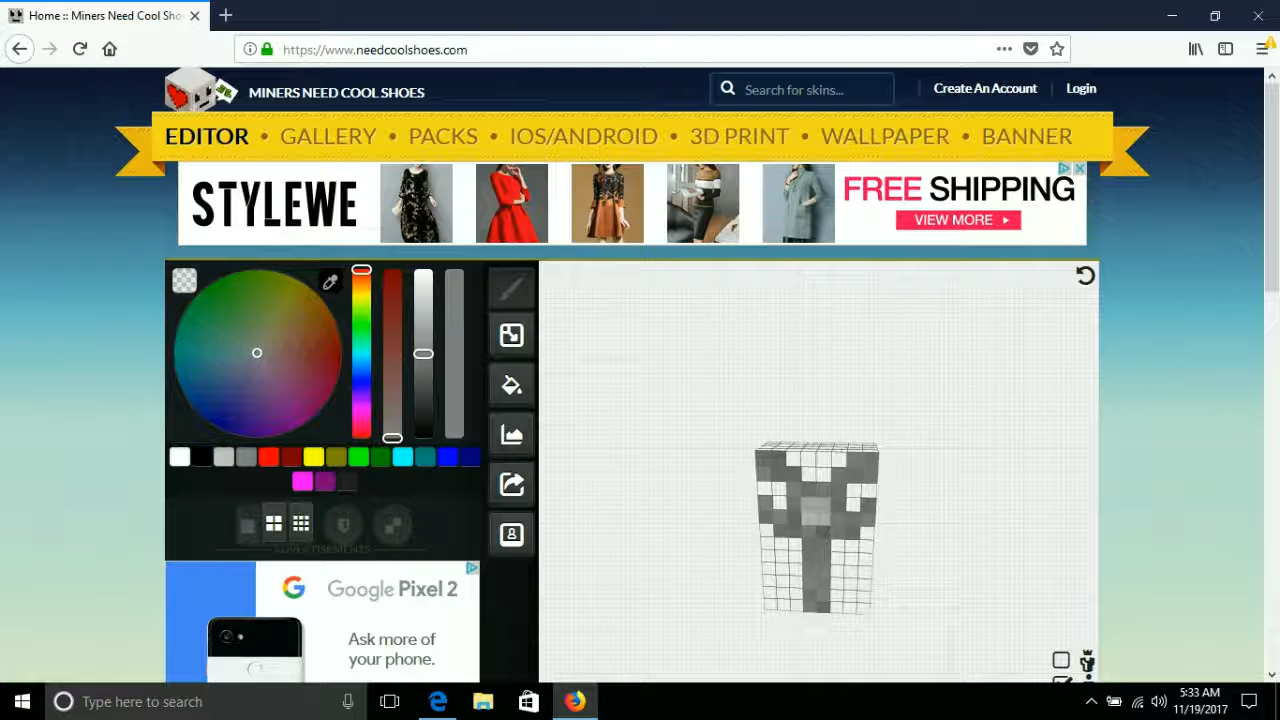 Home :: Miners Need Cool Sho
https://www.needcoolshoes.com
MINERS NEED COOL SHOES
Search for skins...
Create An Account
Login
EDITOR • GALLERY • PACKS • IOS/ANDROID • 3D PRINT • WALLPAPER • BANNER
STYLEWE
FREE SHIPPING
VIEW MORE
ADVERTISEMENTS
Google Pixel 2
Ask more of
your phone.
Type here to search
5:33 AM
11/19/2017